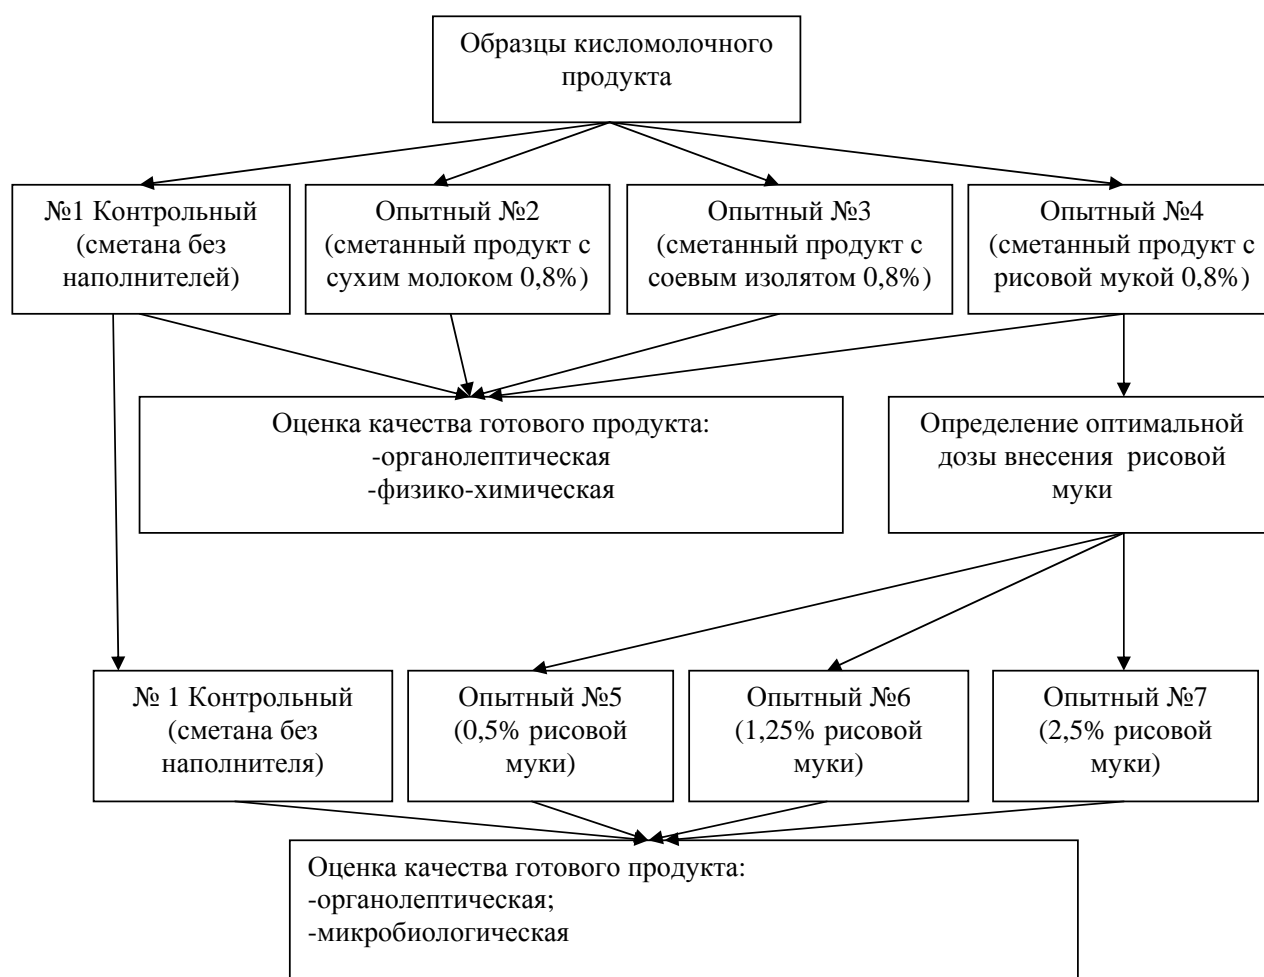 Образцы кисломолочного
продукта
№1 Контрольный
(сметана без
наполнителей)
Опытный №2
(сметанный продукт с
сухим молоком 0,8%)
Опытный №3
(сметанный продукт с
соевым изолятом 0,8%)
Опытный №4
(сметанный продукт с
рисовой мукой 0,8%)
Оценка качества готового продукта:
-органолептическая
-физико-химическая
Определение оптимальной
дозы внесения рисовой
муки
№ 1 Контрольный
(сметана без
наполнителя)
Опытный №5
(0,5% рисовой
муки)
Опытный №6
(1,25% рисовой
муки)
Опытный №7
(2,5% рисовой
муки)
Оценка качества готового продукта:
-органолептическая;
-микробиологическая